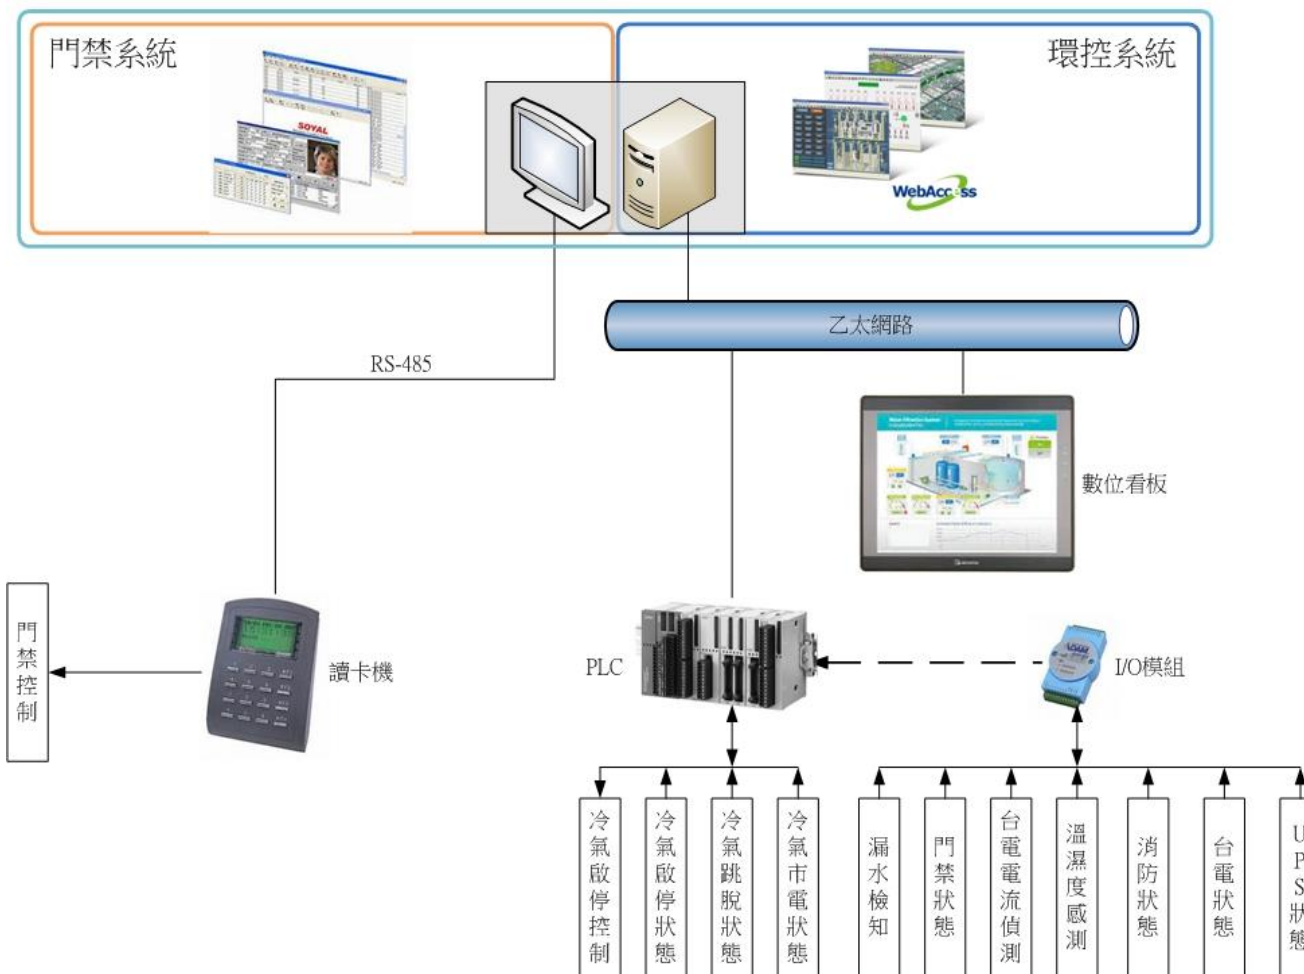 門禁系統
環控系統
SOYAL
WebAccess
乙太網路
RS-485
數位看板
門禁控制
讀卡機
PLC
I/O模組
冷氣啟停控制
冷氣啟停狀態
冷氣跳脫狀態
冷氣市電狀態
漏水檢知
門禁狀態
台電電流偵測
溫濕度感測
消防狀態
台電狀態
UPS狀態